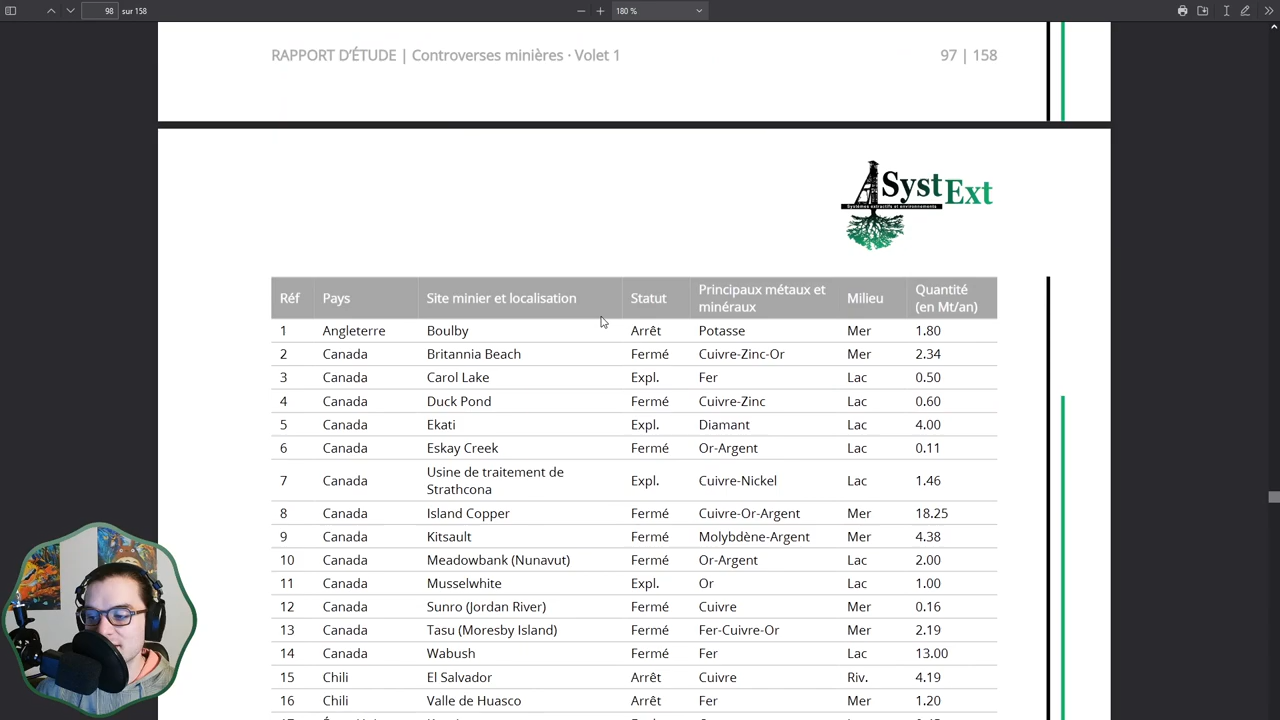 98 sur 158 180 %
RAPPORT D'ÉTUDE | Controverses minières · Volet 1 97 | 158
SystExt
Systèmes extractifs et environnements
Réf Pays Site minier et localisation Statut Principaux métaux et minéraux Milieu Quantité (en Mt/an)
1 Angleterre Boulby Arrêt Potasse Mer 1.80
2 Canada Britannia Beach Fermé Cuivre-Zinc-Or Mer 2.34
3 Canada Carol Lake Expl. Fer Lac 0.50
4 Canada Duck Pond Fermé Cuivre-Zinc Lac 0.60
5 Canada Ekati Expl. Diamant Lac 4.00
6 Canada Eskay Creek Fermé Or-Argent Lac 0.11
7 Canada Usine de traitement de Strathcona Expl. Cuivre-Nickel Lac 1.46
8 Canada Island Copper Fermé Cuivre-Or-Argent Mer 18.25
9 Canada Kitsault Fermé Molybdène-Argent Mer 4.38
10 Canada Meadowbank (Nunavut) Fermé Or-Argent Lac 2.00
11 Canada Musselwhite Expl. Or Lac 1.00
12 Canada Sunro (Jordan River) Fermé Cuivre Mer 0.16
13 Canada Tasu (Moresby Island) Fermé Fer-Cuivre-Or Mer 2.19
14 Canada Wabush Fermé Fer Lac 13.00
15 Chili El Salvador Arrêt Cuivre Riv. 4.19
16 Chili Valle de Huasco Arrêt Fer Mer 1.20